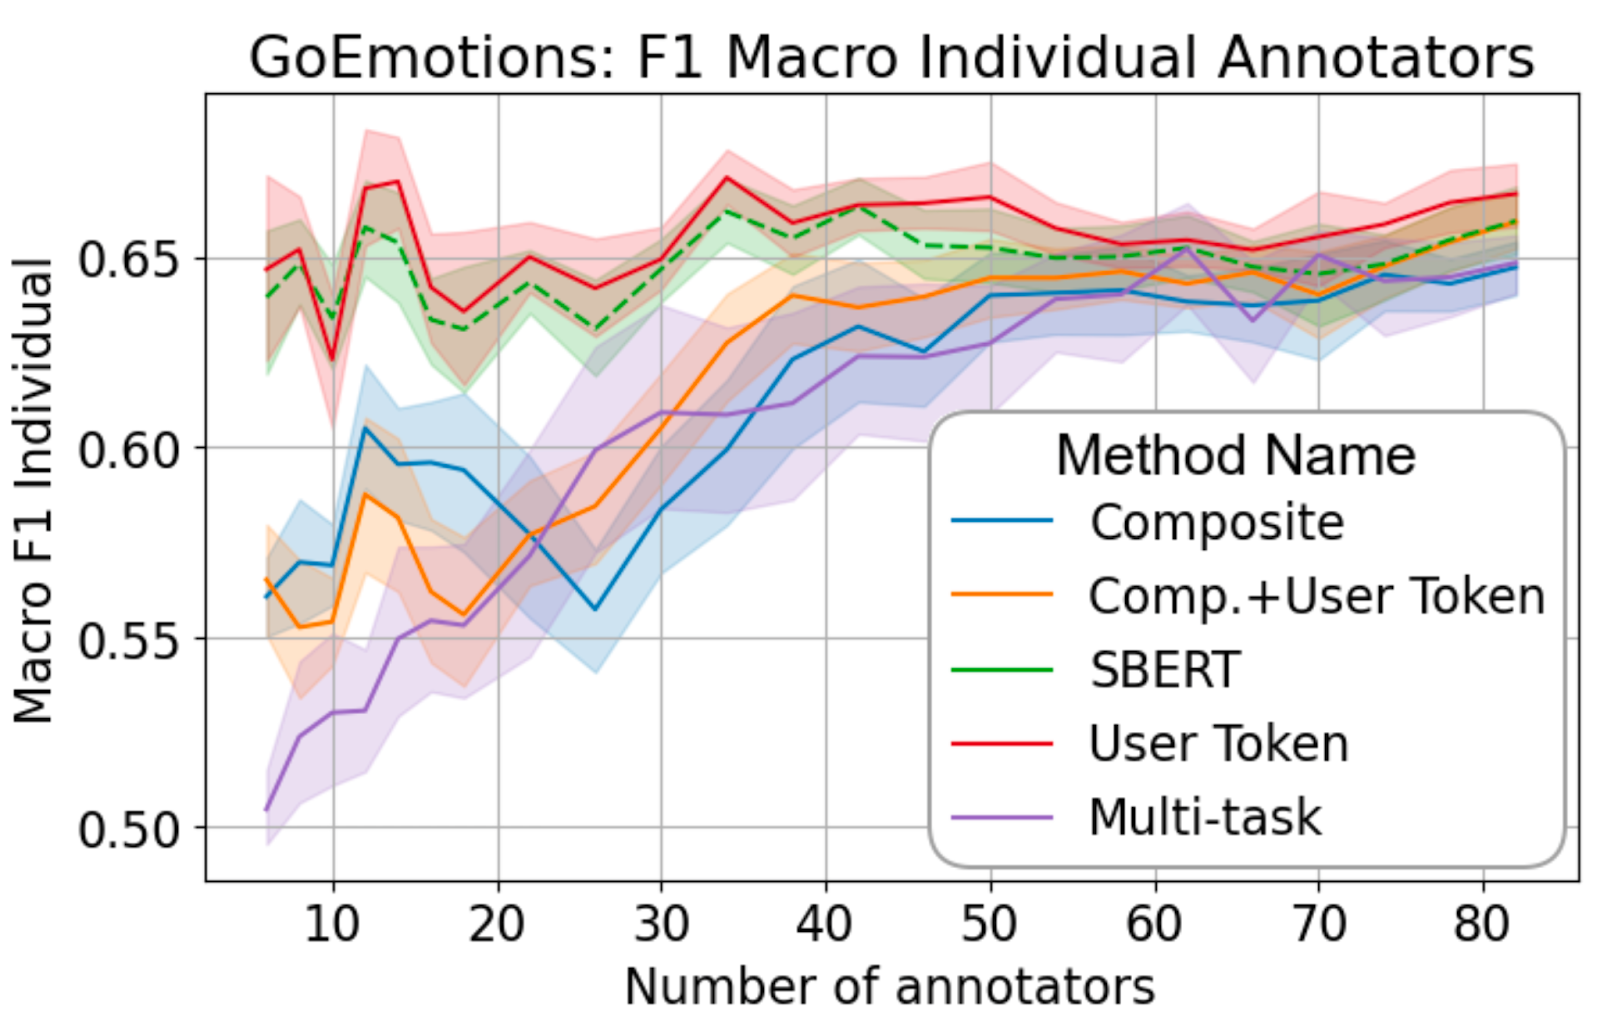 GoEmotions: F1 Macro Individual Annotators
Macro F1 Individual
0.65
0.60
0.55
0.50
Method Name
Composite
Comp.+User Token
SBERT
User Token
Multi-task
10 20 30 40 50 60 70 80
Number of annotators